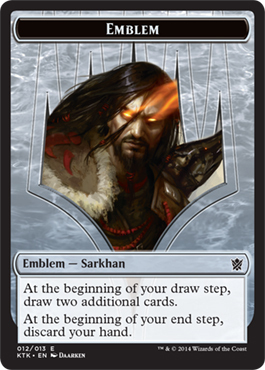 EMBLEM
Emblem — Sarkhan
At the beginning of your draw step,
draw two additional cards.
At the beginning of your end step,
discard your hand.
012/013 E
KTK • EN DAARKEN
™ & © 2014 Wizards of the Coast